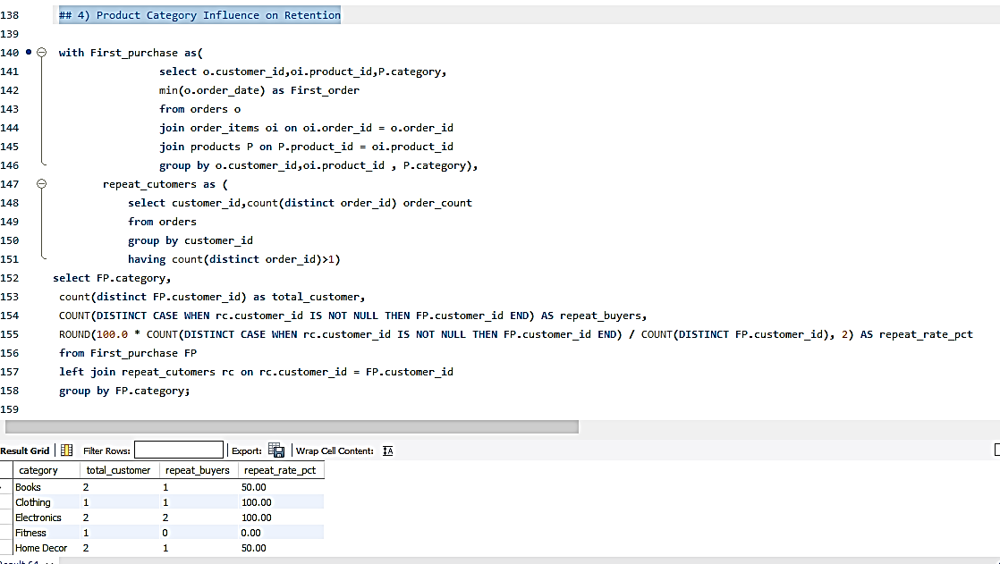 138 ## 4) Product Category Influence on Retention
139
140 with First_purchase as(
141 select o.customer_id,oi.product_id,P.category,
142 min(o.order_date) as First_order
143 from orders o
144 join order_items oi on oi.order_id = o.order_id
145 join products P on P.product_id = oi.product_id
146 group by o.customer_id,oi.product_id , P.category),
147 repeat_cutomers as (
148 select customer_id,count(distinct order_id) order_count
149 from orders
150 group by customer_id
151 having count(distinct order_id)>1)
152 select FP.category,
153 count(distinct FP.customer_id) as total_customer,
154 COUNT(DISTINCT CASE WHEN rc.customer_id IS NOT NULL THEN FP.customer_id END) AS repeat_buyers,
155 ROUND(100.0 * COUNT(DISTINCT CASE WHEN rc.customer_id IS NOT NULL THEN FP.customer_id END) / COUNT(DISTINCT FP.customer_id), 2) AS repeat_rate_pct
156 from First_purchase FP
157 left join repeat_cutomers rc on rc.customer_id = FP.customer_id
158 group by FP.category;
159
Result Grid Filter Rows: Export: Wrap Cell Content:
category total_customer repeat_buyers repeat_rate_pct
Books 2 1 50.00
Clothing 1 1 100.00
Electronics 2 2 100.00
Fitness 1 0 0.00
Home Decor 2 1 50.00